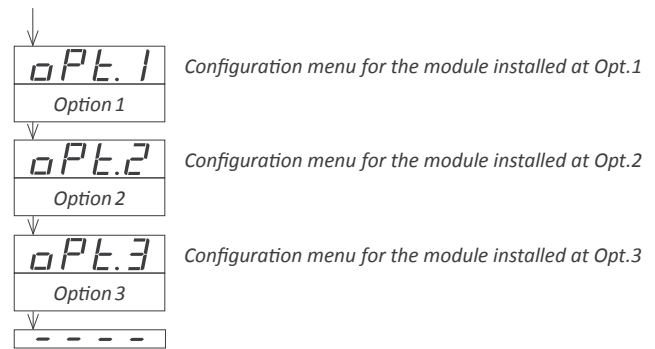 oPt.1 Configuration menu for the module installed at Opt.1
Option 1
oPt.2 Configuration menu for the module installed at Opt.2
Option 2
oPt.3 Configuration menu for the module installed at Opt.3
Option 3
----